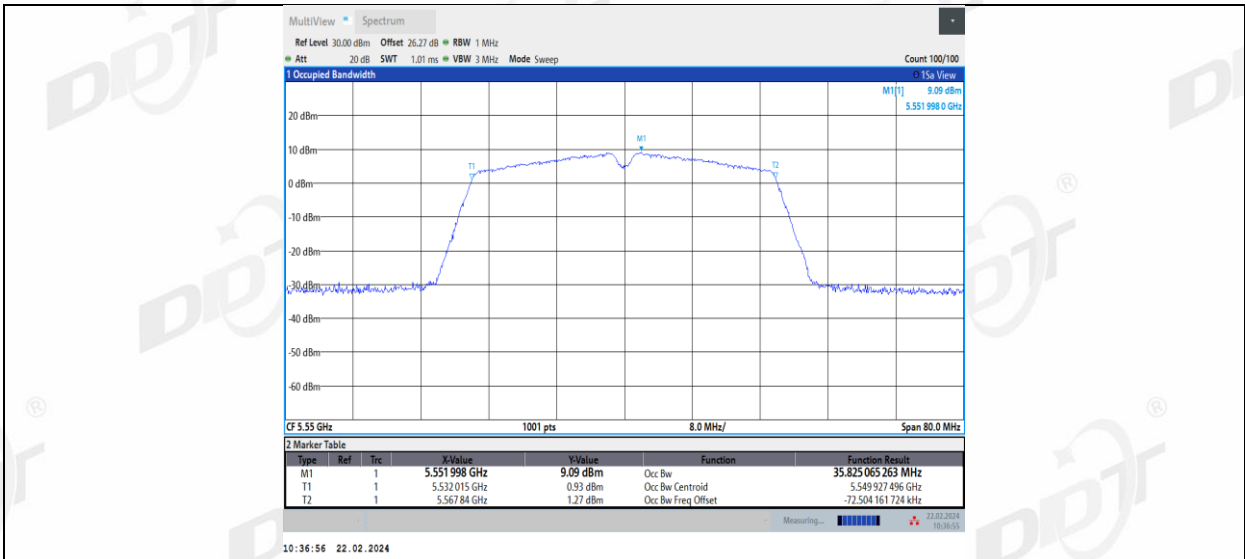 MultiView Spectrum
Ref Level 30.00 dBm Offset 26.27 dB RBW 1 MHz
Att 20 dB SWT 1.01 ms VBW 3 MHz Mode Sweep Count 100/100
1 Occupied Bandwidth 1Sa View
M1[1] 9.09 dBm
5.551 998 0 GHz
20 dBm
M1
10 dBm
T1
T2
0 dBm
-10 dBm
-20 dBm
-30 dBm
-40 dBm
-50 dBm
-60 dBm
CF 5.55 GHz 1001 pts 8.0 MHz/ Span 80.0 MHz
2 Marker Table
Type Ref Trc X-Value Y-Value Function Function Result
M1 1 5.551 998 GHz 9.09 dBm Occ Bw 35.825 065 263 MHz
T1 1 5.532 015 GHz 0.93 dBm Occ Bw Centroid 5.549 927 496 GHz
T2 1 5.567 84 GHz 1.27 dBm Occ Bw Freq Offset -72.504 161 724 kHz
Measuring... 22.02.2024
10:36:55
10:36:56 22.02.2024
DDT
DDT
DDT
DDT
®
®
®